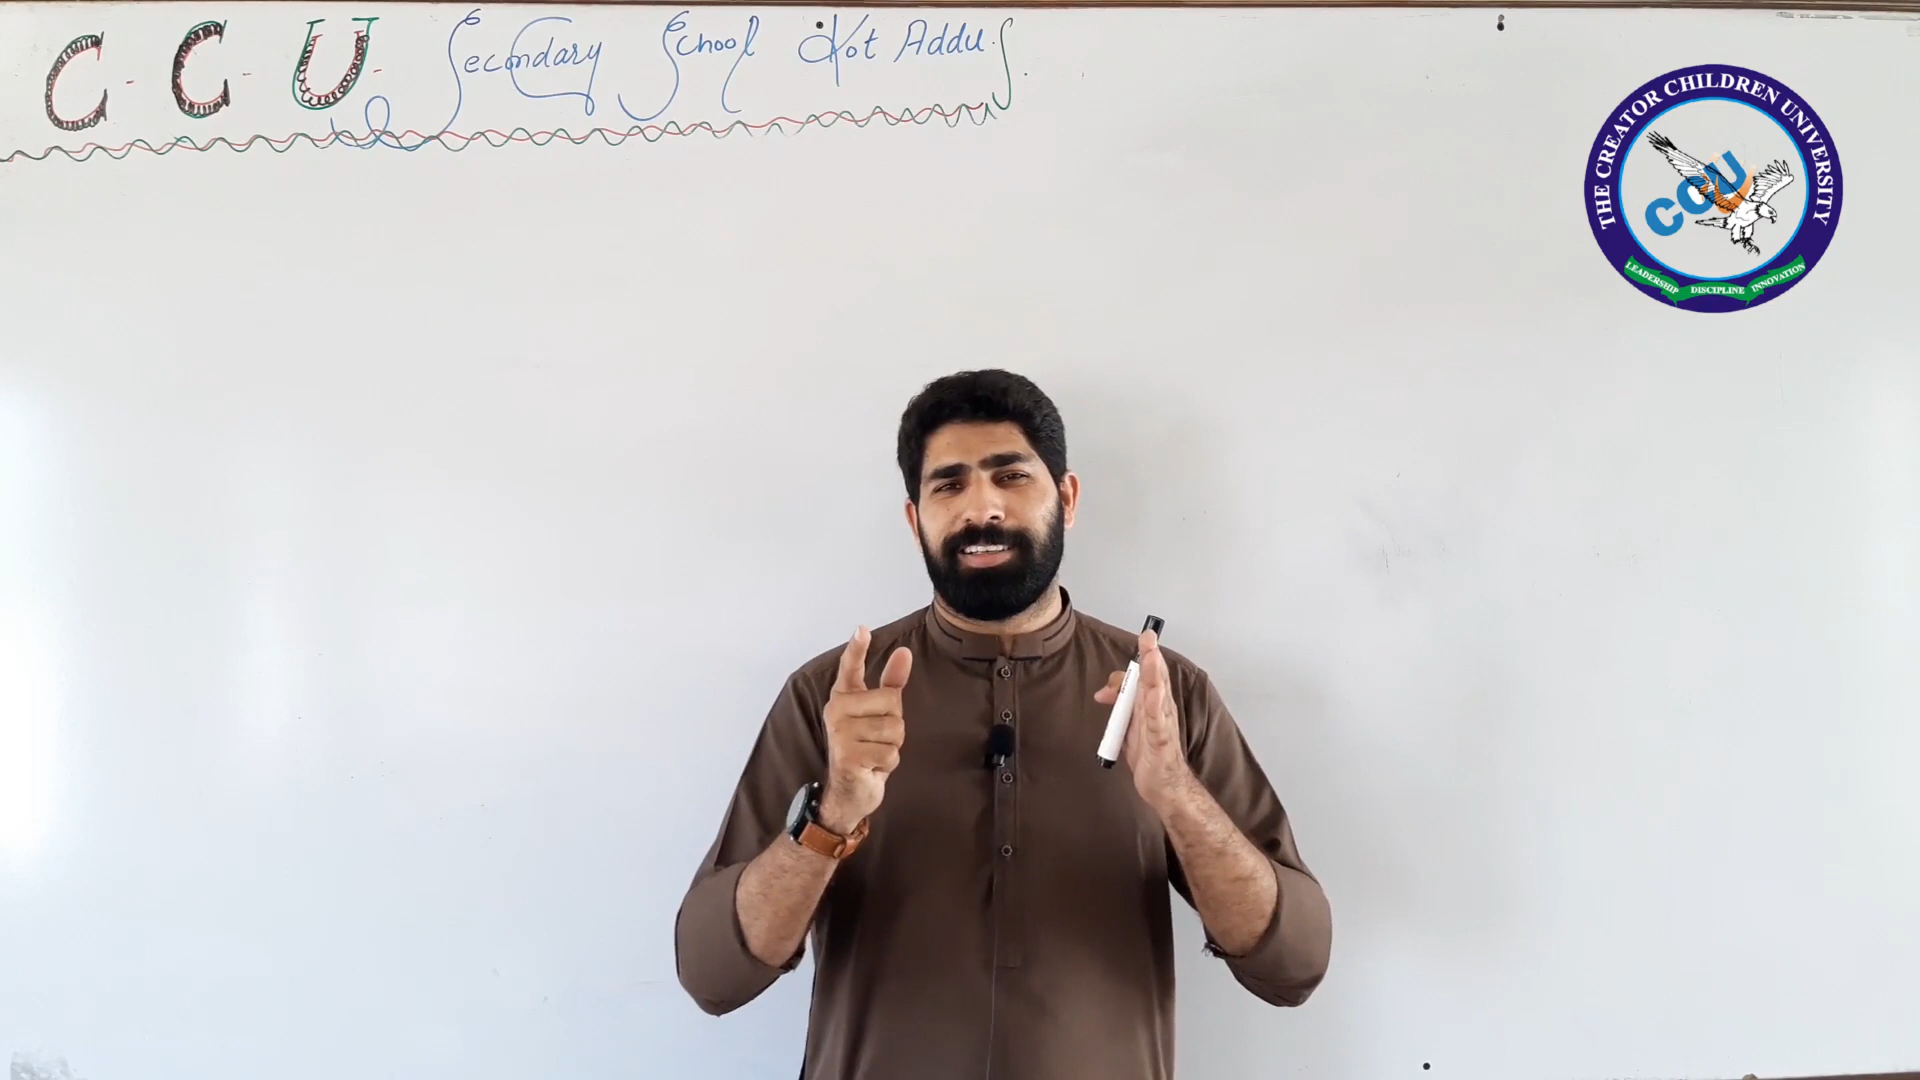 C-C-U- Secondary School Kot Addu.
THE CREATOR CHILDREN UNIVERSITY
CCU
LEADERSHIP DISCIPLINE INNOVATION